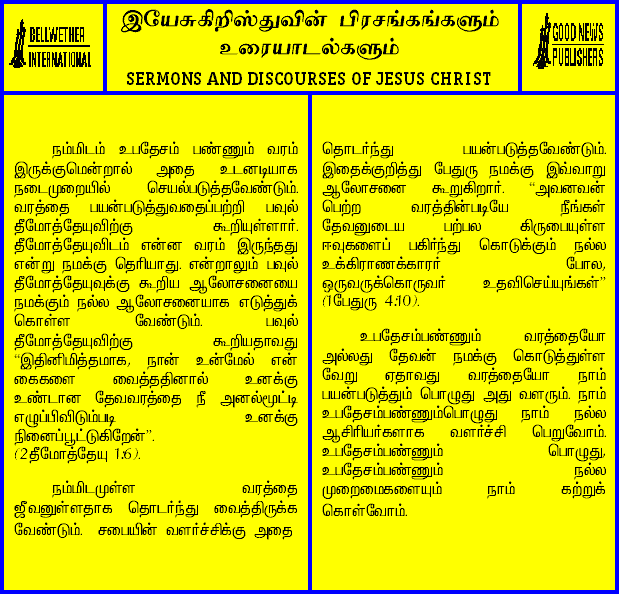 BELLWETHER
INTERNATIONAL
இயேசுகிறிஸ்துவின் பிரசங்கங்களும்
உரையாடல்களும்
SERMONS AND DISCOURSES OF JESUS CHRIST
GOOD NEWS
PUBLISHERS
நம்மிடம் உபதேசம் பண்ணும் வரம்
இருக்குமென்றால் அதை உடனடியாக
நடைமுறையில் செயல்படுத்தவேண்டும்.
வரத்தை பயன்படுத்துவதைப்பற்றி பவுல்
தீமோத்தேயுவிற்கு கூறியுள்ளார்.
தீமோத்தேயுவிடம் என்ன வரம் இருந்தது
என்று நமக்கு தெரியாது. என்றாலும் பவுல்
தீமோத்தேயுவுக்கு கூறிய ஆலோசனையை
நமக்கும் நல்ல ஆலோசனையாக எடுத்துக்
கொள்ள வேண்டும். பவுல்
தீமோத்தேயுவிற்கு கூறியதாவது
“இதினிமித்தமாக, நான் உன்மேல் என்
கைகளை வைத்ததினால் உனக்கு
உண்டான தேவவரத்தை நீ அனல்மூட்டி
எழுப்பிவிடும்படி உனக்கு
நினைப்பூட்டுகிறேன்”.
(2தீமோத்தேயு 1:6).
நம்மிடமுள்ள வரத்தை
ஜீவனுள்ளதாக தொடர்ந்து வைத்திருக்க
வேண்டும். சபையின் வளர்ச்சிக்கு அதை
தொடர்ந்து பயன்படுத்தவேண்டும்.
இதைக்குறித்து பேதுரு நமக்கு இவ்வாறு
ஆலோசனை கூறுகிறார். “அவனவன்
பெற்ற வரத்தின்படியே நீங்கள்
தேவனுடைய பற்பல கிருபையுள்ள
ஈவுகளைப் பகிர்ந்து கொடுக்கும் நல்ல
உக்கிராணக்காரர் போல,
ஒருவருக்கொருவர் உதவிசெய்யுங்கள்”
(1பேதுரு 4:10).
உபதேசம்பண்ணும் வரத்தையோ
அல்லது தேவன் நமக்கு கொடுத்துள்ள
வேறு ஏதாவது வரத்தையோ நாம்
பயன்படுத்தும் பொழுது அது வளரும். நாம்
உபதேசம்பண்ணும்பொழுது நாம் நல்ல
ஆசிரியர்களாக வளர்ச்சி பெறுவோம்.
உபதேசம்பண்ணும் பொழுது,
உபதேசம்பண்ணும் நல்ல
முறைமைகளையும் நாம் கற்றுக்
கொள்வோம்.